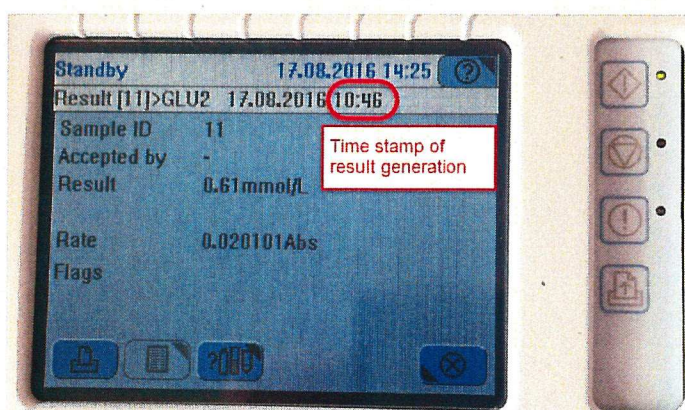 Standby 17.08.2016 14:25 ?
Result [11]>GLU2 17.08.2016 10:46
Sample ID 11
Time stamp of
result generation
Accepted by -
Result 0.61mmol/L
Rate 0.020101Abs
Flags
?